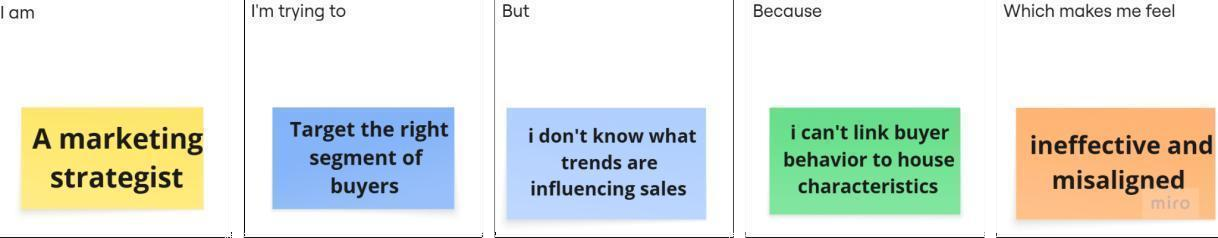 I am
A marketing
strategist
I'm trying to
Target the right
segment of
buyers
But
i don't know what
trends are
influencing sales
Because
i can't link buyer
behavior to house
characteristics
Which makes me feel
ineffective and
misaligned
miro